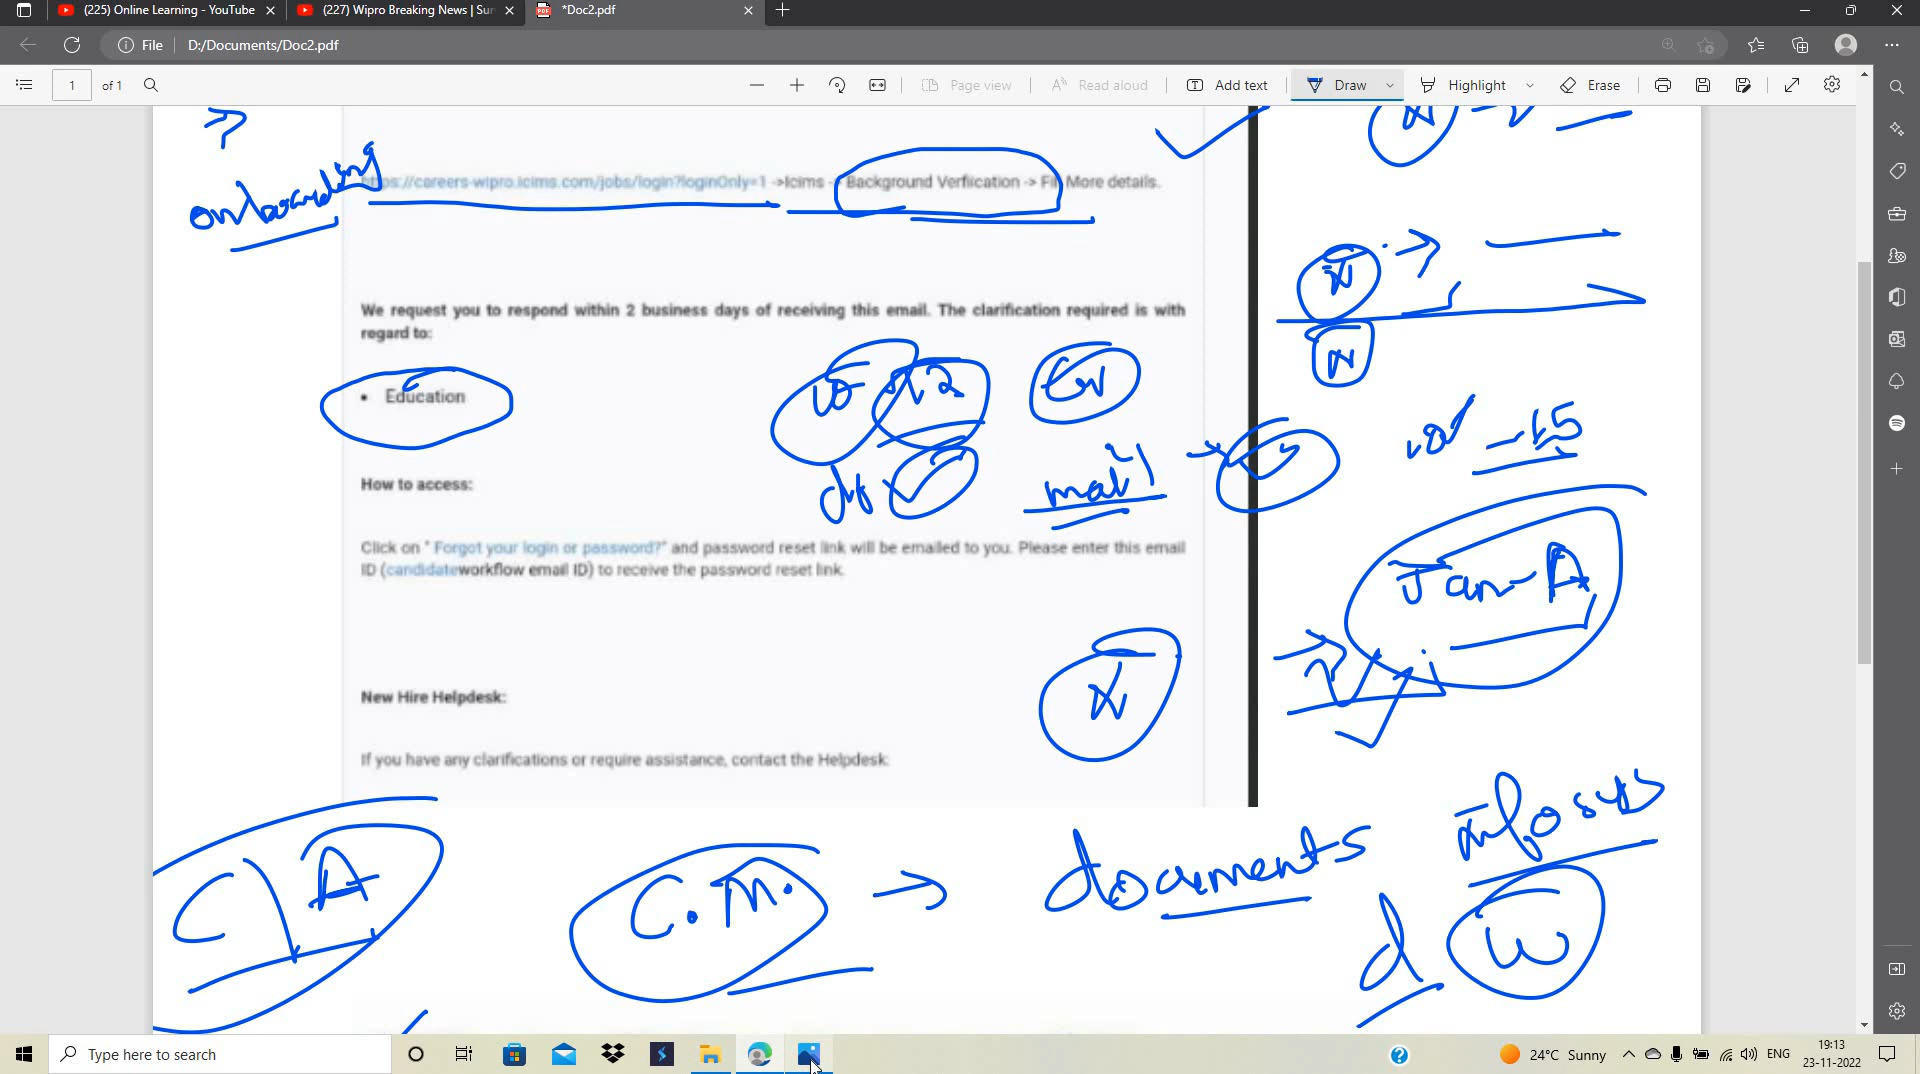 (225) Online Learning - YouTube
(227) Wipro Breaking News | Sur
*Doc2.pdf
File
D:/Documents/Doc2.pdf
1 of 1
Page view
Read aloud
Add text
Draw
Highlight
Erase
onboarding
https://careers-wipro.icims.com/jobs/login?loginOnly=1 ->Icims -> Background Verfiication -> Fill More details.
We request you to respond within 2 business days of receiving this email. The clarification required is with
regard to:
• Education
10 12
mail
15
How to access:
Click on " Forgot your login or password?" and password reset link will be emailed to you. Please enter this email
ID (candidateworkflow email ID) to receive the password reset link.
Jan-A
N
New Hire Helpdesk:
If you have any clarifications or require assistance, contact the Helpdesk:
infosys
C|A
C.M. → documents
d W
Type here to search
24°C Sunny
ENG
19:13
23-11-2022